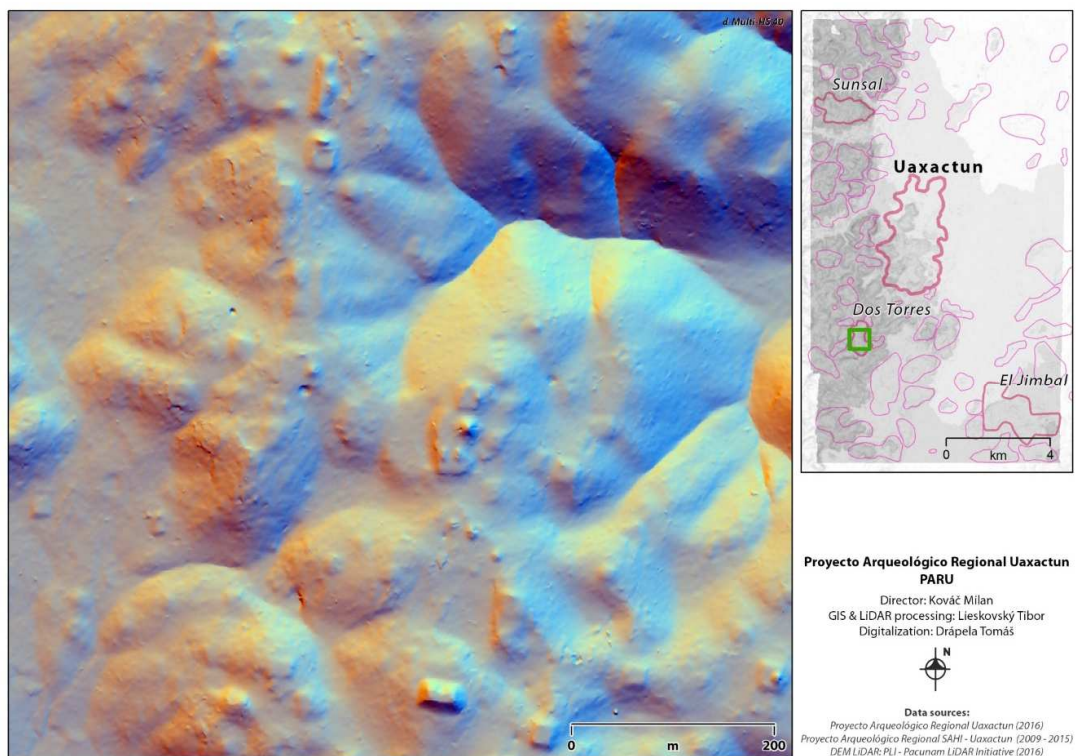 d. Multi-HS 4D
Sunsal
Uaxactun
Dos Torres
El Jimbal
0 km 4
0 m 200
Proyecto Arqueológico Regional Uaxactun
PARU
Director: Kováč Milan
GIS & LiDAR processing: Lieskovský Tibor
Digitalization: Drápela Tomáš
N
Data sources:
Proyecto Arqueológico Regional Uaxactun (2016)
Proyecto Arqueológico Regional SAHI - Uaxactun (2009 - 2015)
DEM LiDAR: PLI - Pacunam LiDAR Initiative (2016)